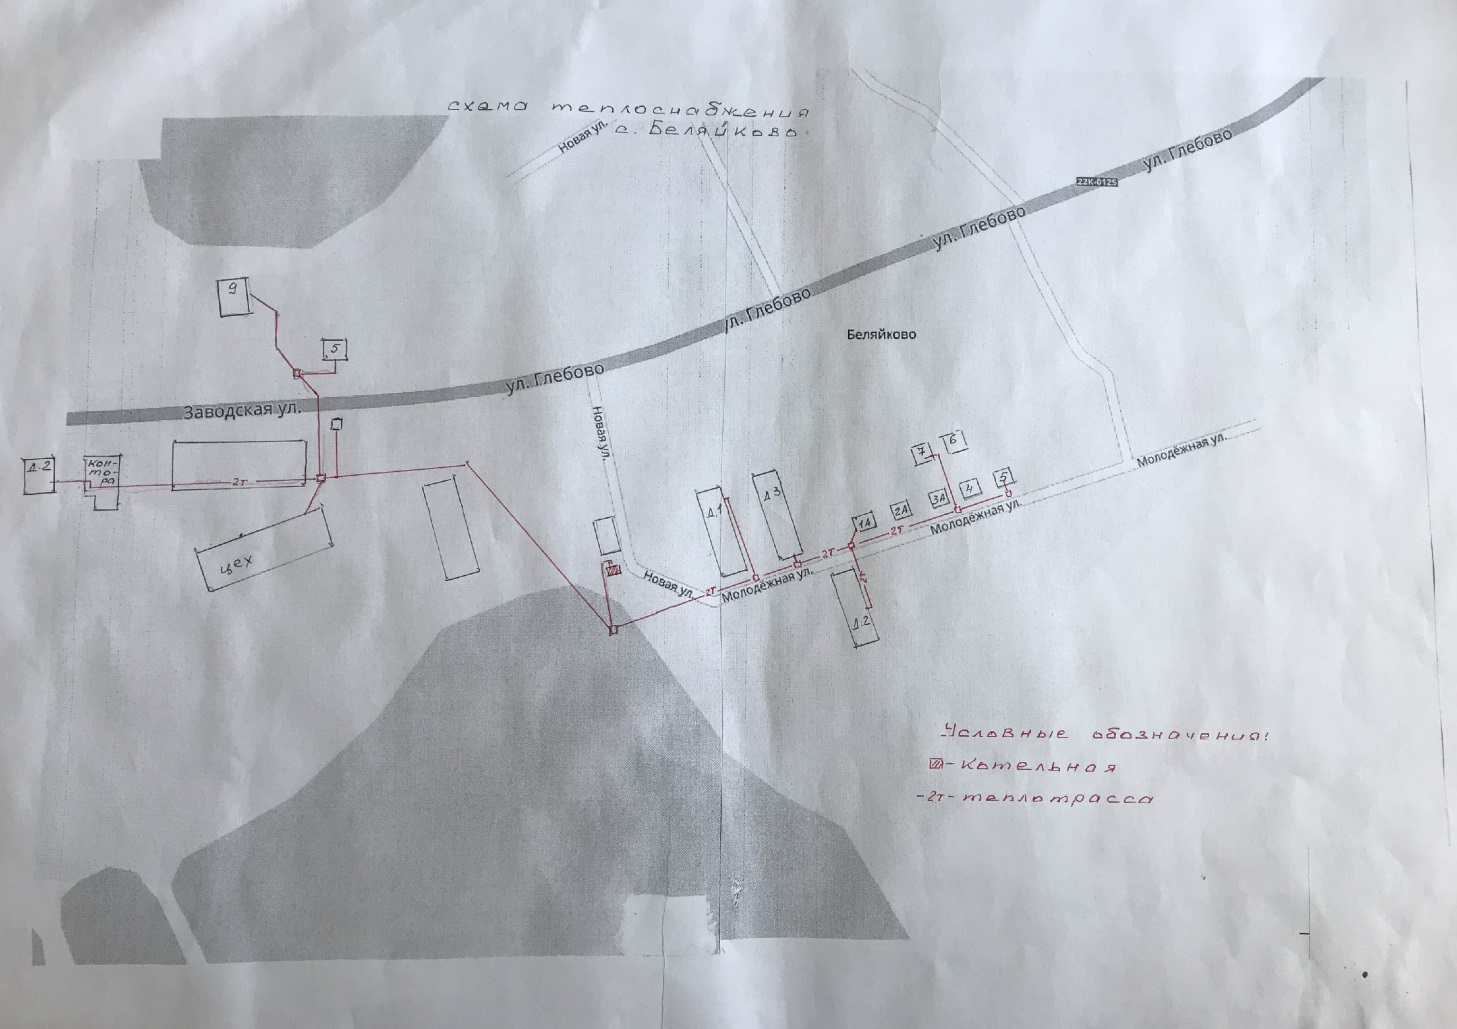 схема теплоснабжения
с. Беляйково.
Новая ул.
ул. Глебово
22К-0125
ул. Глебово
ул. Глебово
Беляйково
ул. Глебово
Заводская ул.
Новая ул.
9
5
Д.2
кон-
то-
ра
2т
цех
Д.1
Д.3
7
6
5
4
3А
2А
1А
2т
2т
2т
2т
Д.2
Новая ул.
Молодёжная ул.
Молодёжная ул.
Молодёжная ул.
Условные обозначения:
- котельная
-2т- теплотрасса